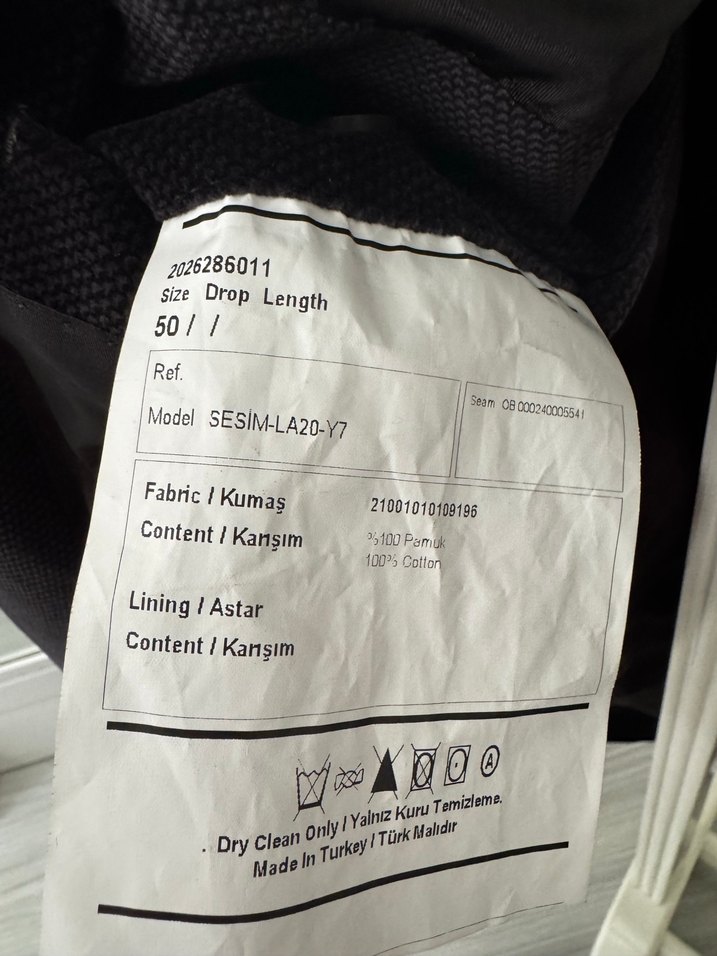 2026286011
Size Drop Length
50 / /
Ref.
Model SESİM-LA20-Y7
Seam OB 000240005541
Fabric / Kumaş 21001010109196
Content / Karışım %100 Pamuk
100% Cotton
Lining / Astar
Content / Karışım
A
. Dry Clean Only / Yalnız Kuru Temizleme.
Made In Turkey / Türk Malıdır